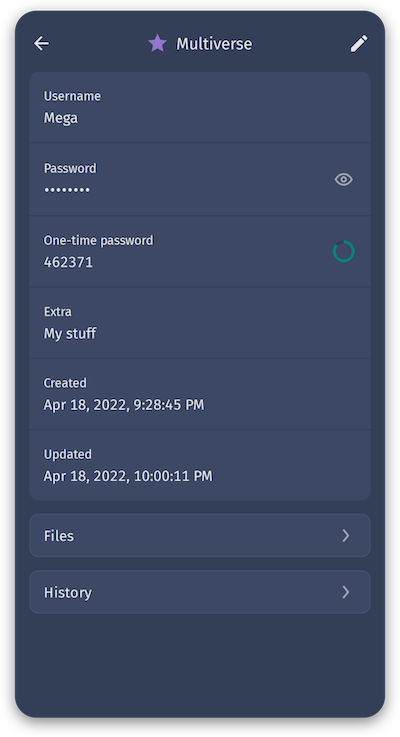 Multiverse
Username
Mega
Password
••••••••
One-time password
462371
Extra
My stuff
Created
Apr 18, 2022, 9:28:45 PM
Updated
Apr 18, 2022, 10:00:11 PM
Files
History